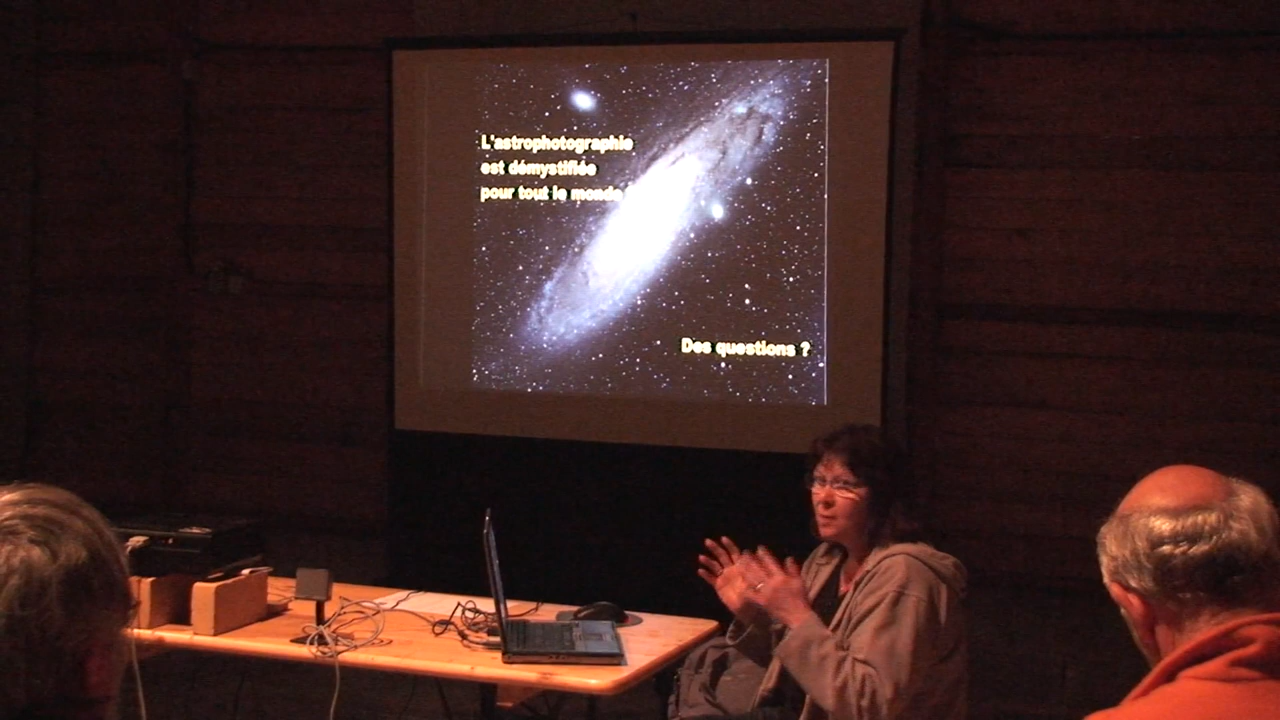 L'astrophotographie
est démystifiée
pour tout le monde !
Des questions ?